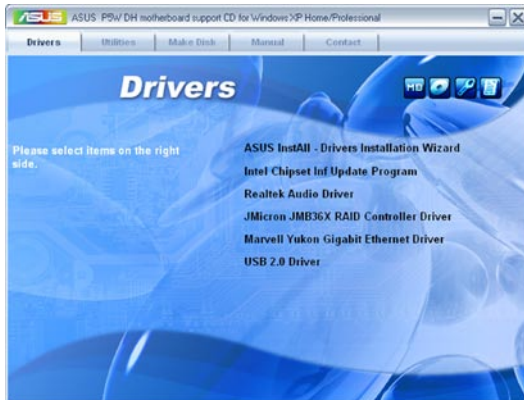 ASUS ASUS P5W DH motherboard support CD for Windows XP Home/Professional
Drivers Utilities Make Disk Manual Contact
Drivers
Please select items on the right
side.
ASUS InstAll - Drivers Installation Wizard
Intel Chipset Inf Update Program
Realtek Audio Driver
JMicron JMB36X RAID Controller Driver
Marvell Yukon Gigabit Ethernet Driver
USB 2.0 Driver